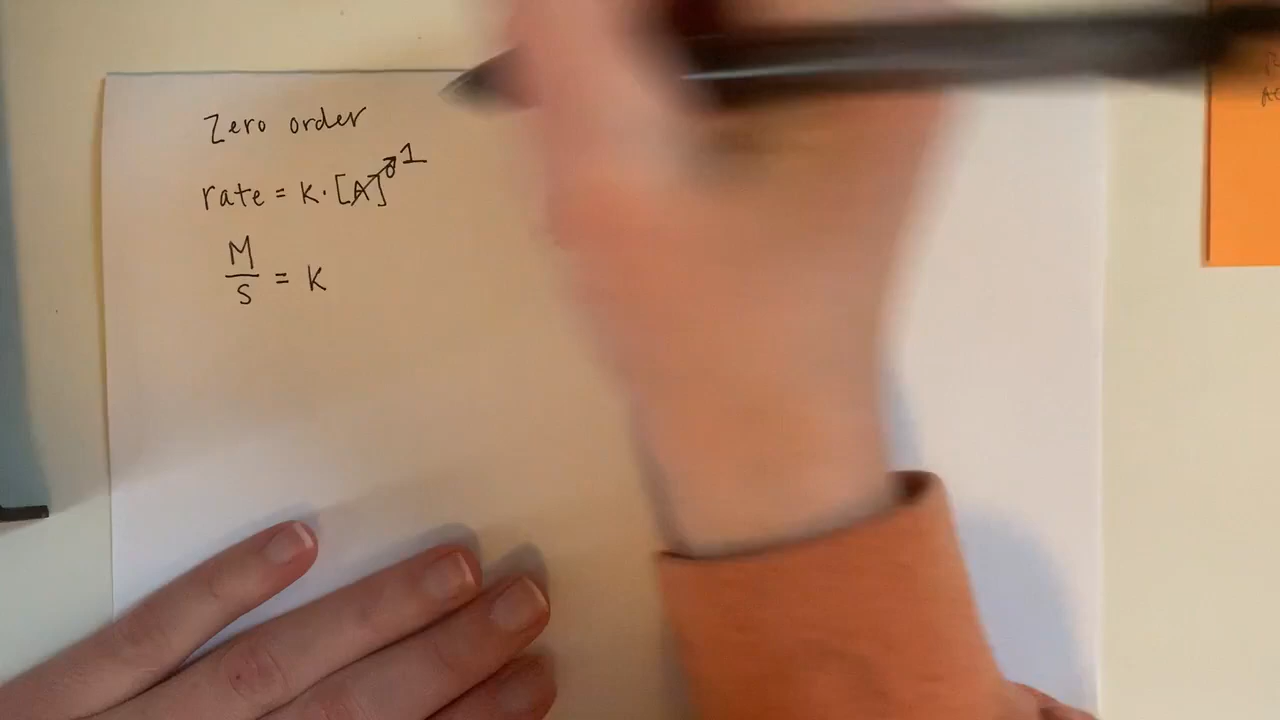 Zero order
rate = k · [A]⁰ 1
M/s = k